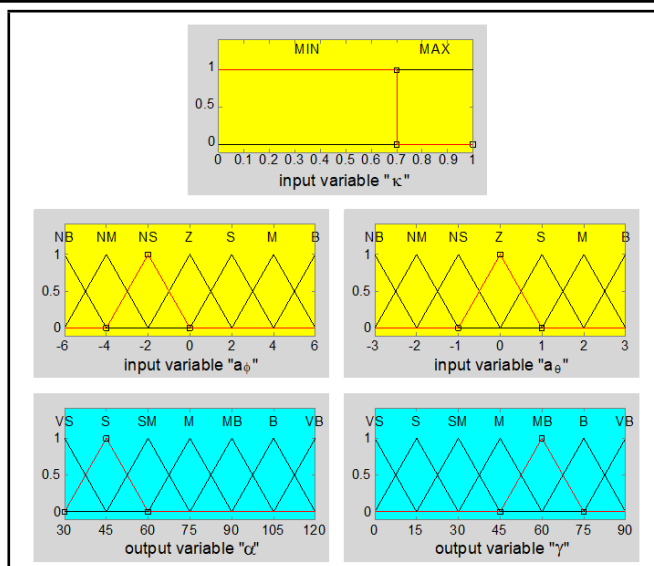 MIN MAX
1
0.5
0
0 0.1 0.2 0.3 0.4 0.5 0.6 0.7 0.8 0.9 1
input variable "κ"
NB NM NS Z S M B
1
0.5
0
-6 -4 -2 0 2 4 6
input variable "aϕ"
NB NM NS Z S M B
1
0.5
0
-3 -2 -1 0 1 2 3
input variable "aθ"
VS S SM M MB B VB
1
0.5
0
30 45 60 75 90 105 120
output variable "α"
VS S SM M MB B VB
1
0.5
0
0 15 30 45 60 75 90
output variable "γ"